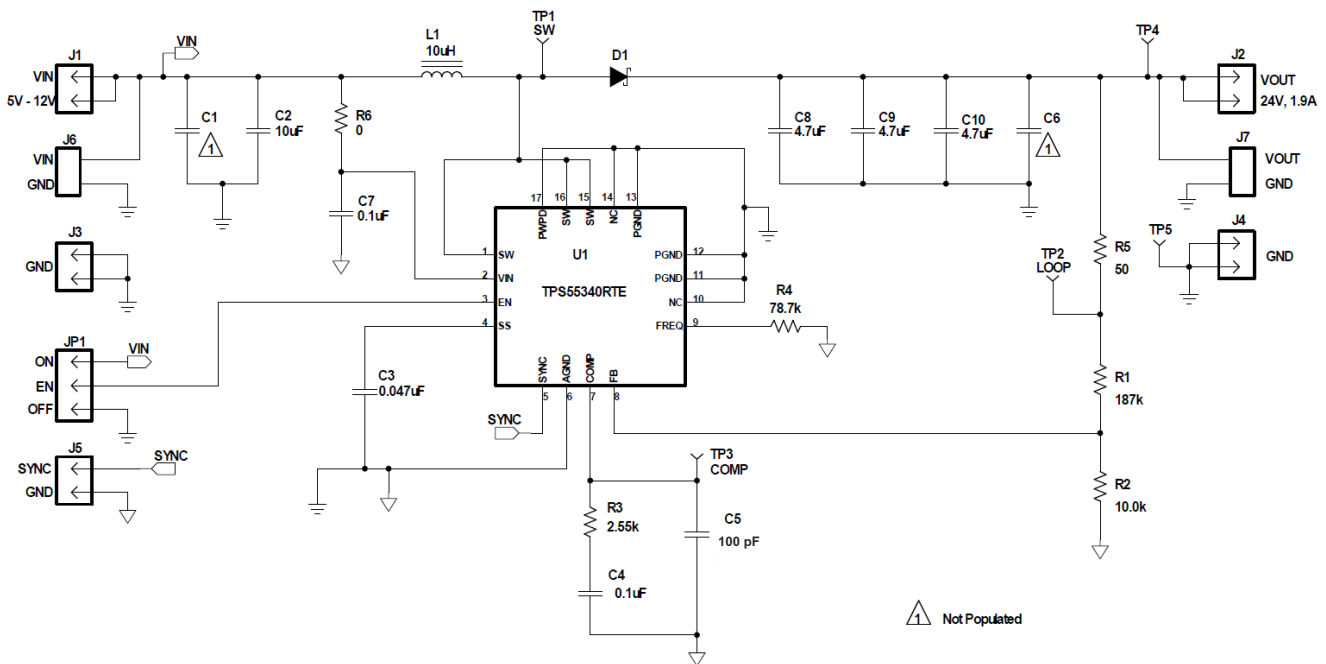 TP1
SW
TP4
VIN
L1
10uH
D1
J1
VIN
5V - 12V
J2
VOUT
24V, 1.9A
C1
1
C2
10uF
R6
0
C8
4.7uF
C9
4.7uF
C10
4.7uF
C6
1
J6
VIN
GND
J7
VOUT
GND
C7
0.1uF
17
16
15
14
13
PWPD
SW
SW
NC
PGND
U1
TPS55340RTE
1
SW
2
VIN
3
EN
4
SS
PGND
12
PGND
11
NC
10
FREQ
9
SYNC
AGND
COMP
FB
5
6
7
8
J3
GND
TP5
J4
GND
TP2
LOOP
R5
50
R4
78.7k
JP1
ON
EN
OFF
VIN
C3
0.047uF
R1
187k
SYNC
J5
SYNC
GND
SYNC
TP3
COMP
R2
10.0k
R3
2.55k
C5
100 pF
C4
0.1uF
1 Not Populated